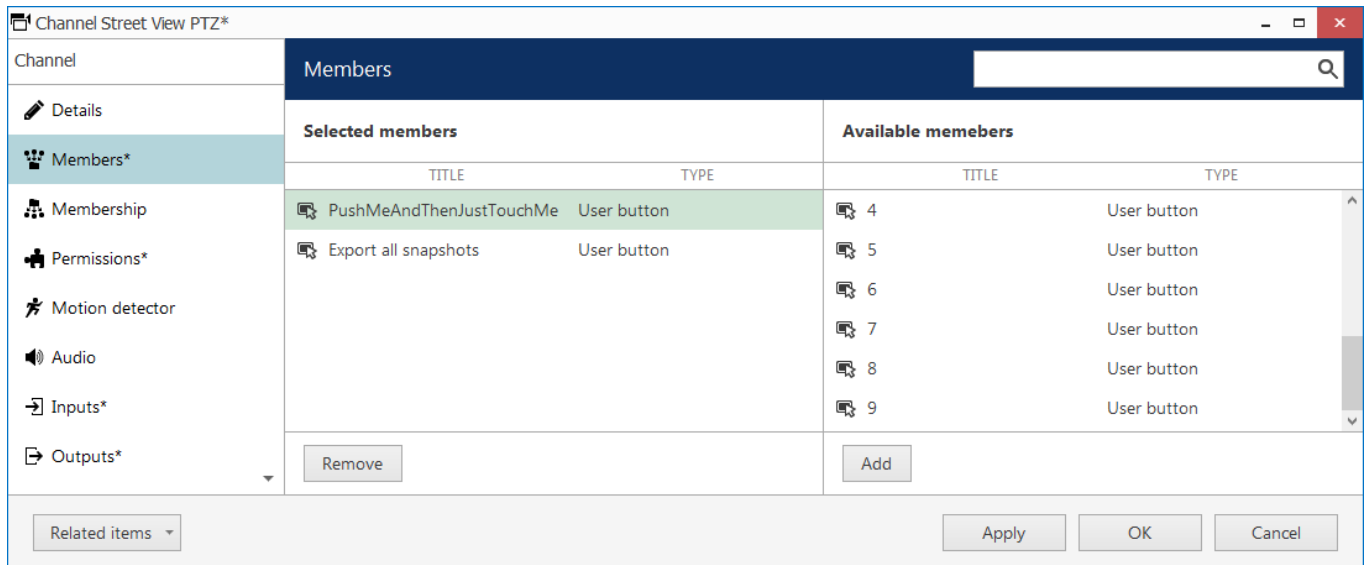 Channel Street View PTZ*
Channel
Members
Details
Members*
Membership
Permissions*
Motion detector
Audio
Inputs*
Outputs*
Selected members
TITLE TYPE
PushMeAndThenJustTouchMe User button
Export all snapshots User button
Remove
Available memebers
TITLE TYPE
4 User button
5 User button
6 User button
7 User button
8 User button
9 User button
Add
Related items
Apply
OK
Cancel